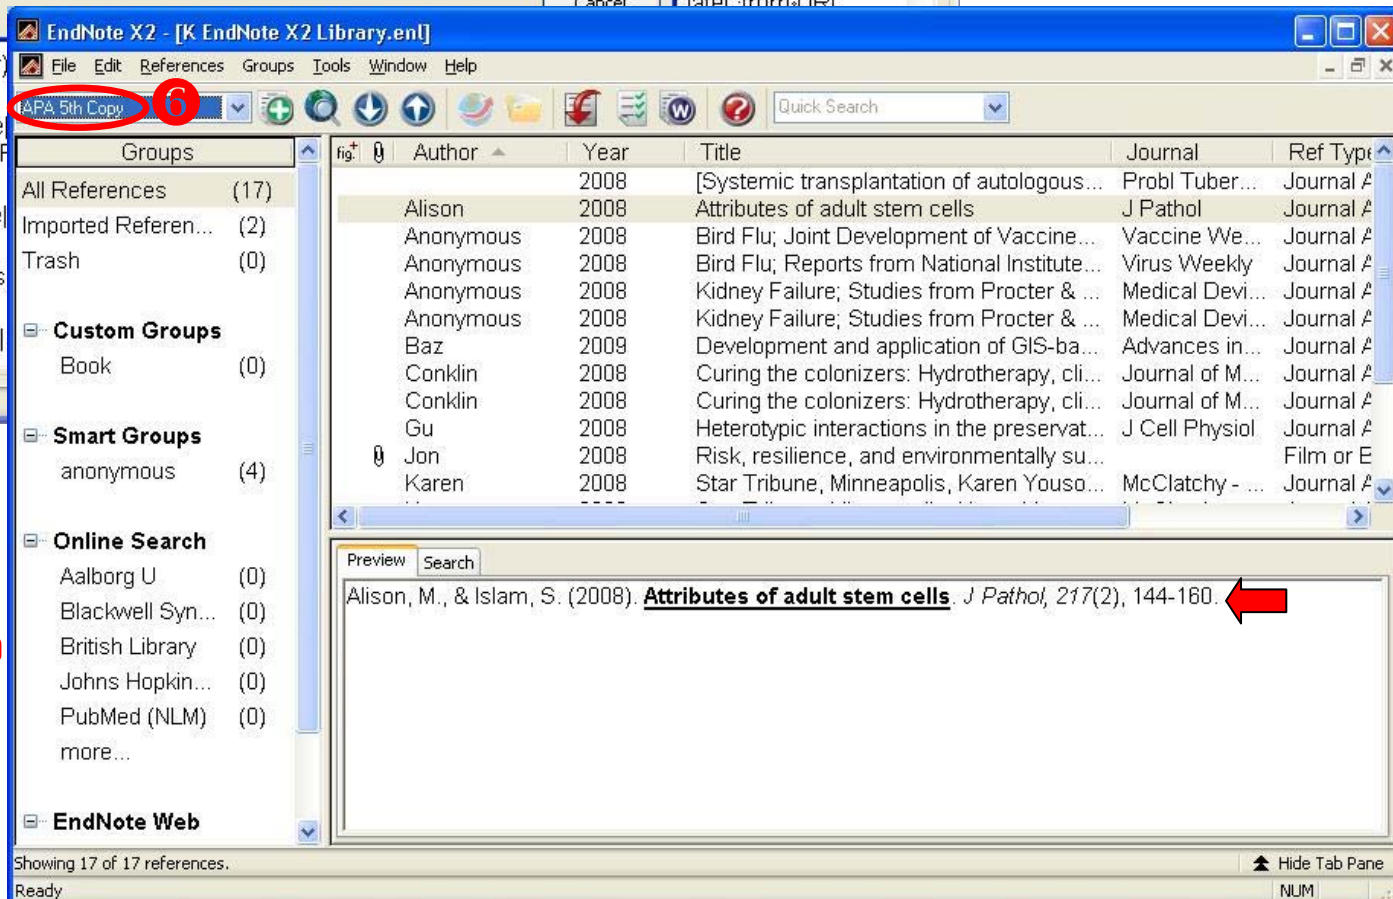 Cancel
EndNote X2 - [K EndNote X2 Library.enl]
File Edit References Groups Tools Window Help
APA 5th Copy 6 Quick Search
Groups
All References (17)
Imported Referen... (2)
Trash (0)
Custom Groups
Book (0)
Smart Groups
anonymous (4)
Online Search
Aalborg U (0)
Blackwell Syn... (0)
British Library (0)
Johns Hopkin... (0)
PubMed (NLM) (0)
more...
EndNote Web
fig. Author Year Title Journal Ref Type
2008 [Systemic transplantation of autologous... Probl Tuber... Journal A
Alison 2008 Attributes of adult stem cells J Pathol Journal A
Anonymous 2008 Bird Flu; Joint Development of Vaccine... Vaccine We... Journal A
Anonymous 2008 Bird Flu; Reports from National Institute... Virus Weekly Journal A
Anonymous 2008 Kidney Failure; Studies from Procter & ... Medical Devi... Journal A
Anonymous 2008 Kidney Failure; Studies from Procter & ... Medical Devi... Journal A
Baz 2009 Development and application of GIS-ba... Advances in... Journal A
Conklin 2008 Curing the colonizers: Hydrotherapy, cli... Journal of M... Journal A
Conklin 2008 Curing the colonizers: Hydrotherapy, cli... Journal of M... Journal A
Gu 2008 Heterotypic interactions in the preservat... J Cell Physiol Journal A
Jon 2008 Risk, resilience, and environmentally su... Film or B
Karen 2008 Star Tribune, Minneapolis, Karen Youso... McClatchy - ... Journal A
Preview Search
Alison, M., & Islam, S. (2008). Attributes of adult stem cells. J Pathol, 217(2), 144-160.
Showing 17 of 17 references. Hide Tab Pane
Ready NUM